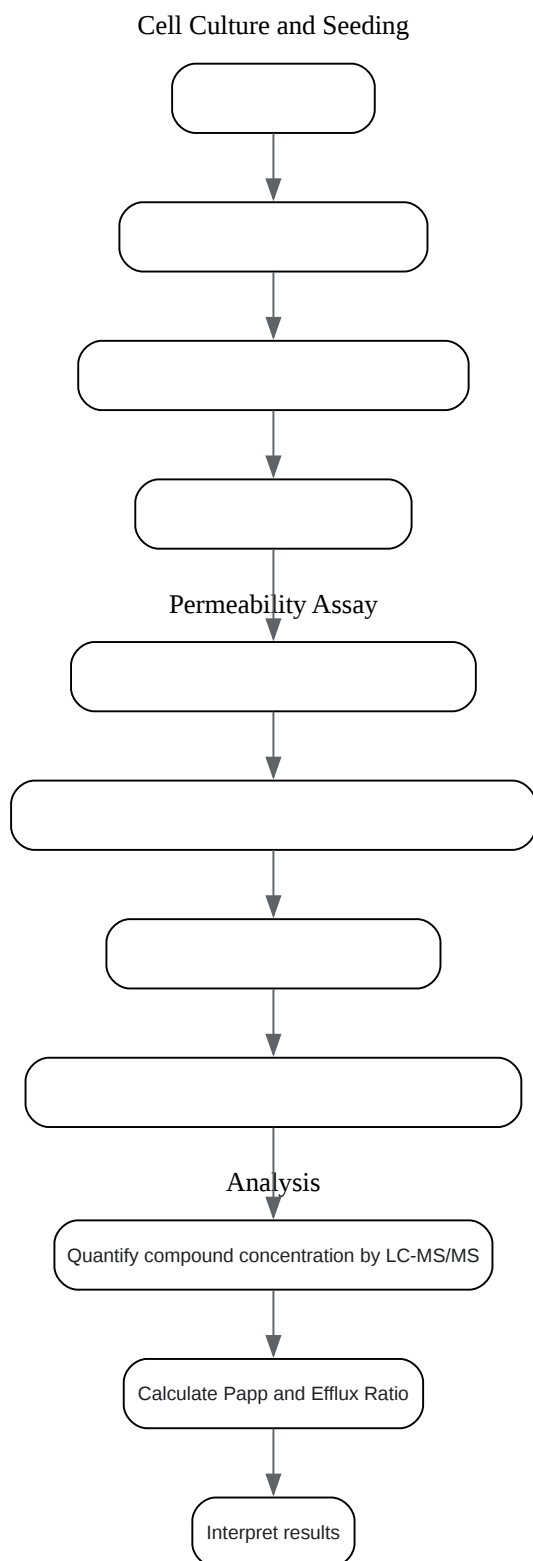 Cell Culture and Seeding
Permeability Assay
Analysis
Quantify compound concentration by LC-MS/MS
Calculate Papp and Efflux Ratio
Interpret results